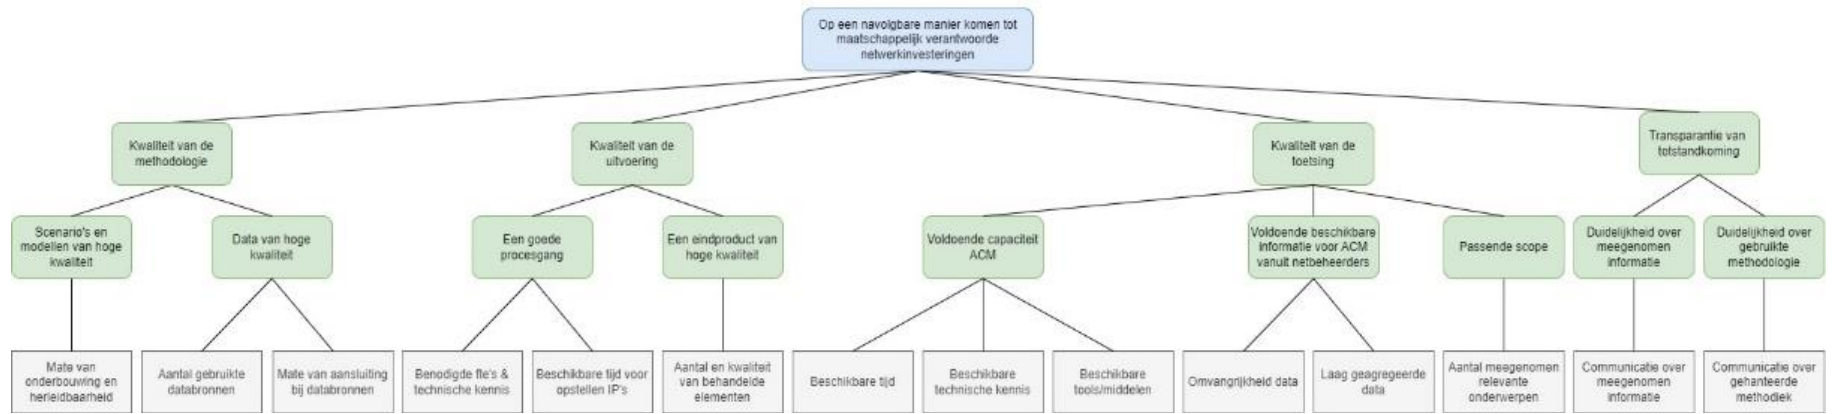 Op een navolgbare manier komen tot
maatschappelijk verantwoorde
netwerkinvesteringen
Kwaliteit van de
methodologie
Kwaliteit van de
uitvoering
Kwaliteit van de
toetsing
Transparantie van
totstandkoming
Scenario's en
modellen van hoge
kwaliteit
Data van hoge
kwaliteit
Een goede
procesgang
Een eindproduct van
hoge kwaliteit
Voldoende capaciteit
ACM
Voldoende beschikbare
informatie voor ACM
vanuit netbeheerders
Passende scope
Duidelijkheid over
meegenomen
informatie
Duidelijkheid over
gebruikte
methodologie
Mate van
onderbouwing en
herleidbaarheid
Aantal gebruikte
databronnen
Mate van aansluiting
bij databronnen
Benodigde fte's &
technische kennis
Beschikbare tijd voor
opstellen IP's
Aantal en kwaliteit
van behandelde
elementen
Beschikbare tijd
Beschikbare
technische kennis
Beschikbare
tools/middelen
Omvangrijkheid data
Laag geagregeerde
data
Aantal meegenomen
relevante
onderwerpen
Communicatie over
meegenomen
informatie
Communicatie over
gehanteerde
methodiek